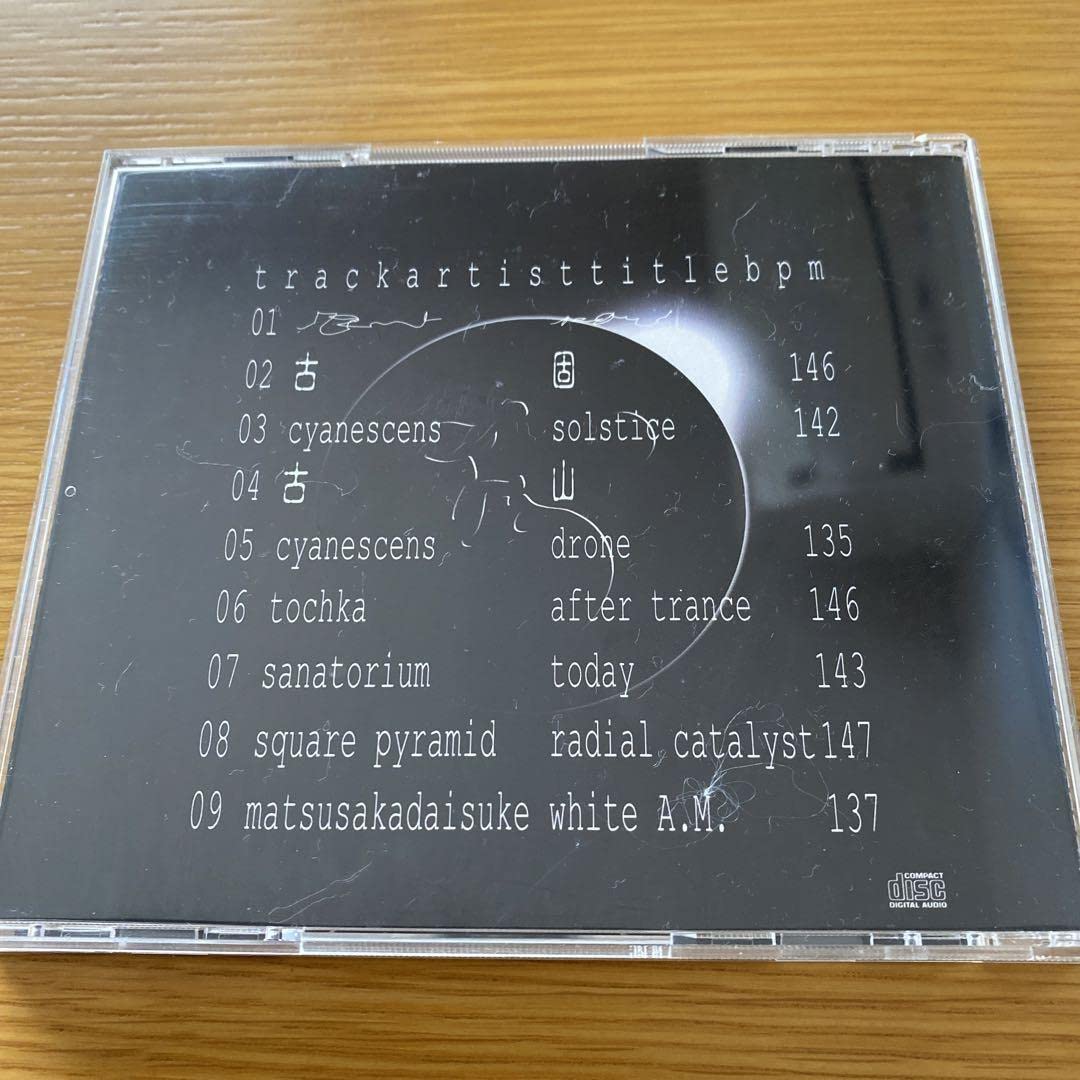 trackartisttitlebpm
01
02 古 固 146
03 cyanescens solstice 142
04 古 山
05 cyanescens drone 135
06 tochka after trance 146
07 sanatorium today 143
08 square pyramid radial catalyst 147
09 matsusakadaisuke white A.M. 137
COMPACT
disc
DIGITAL AUDIO